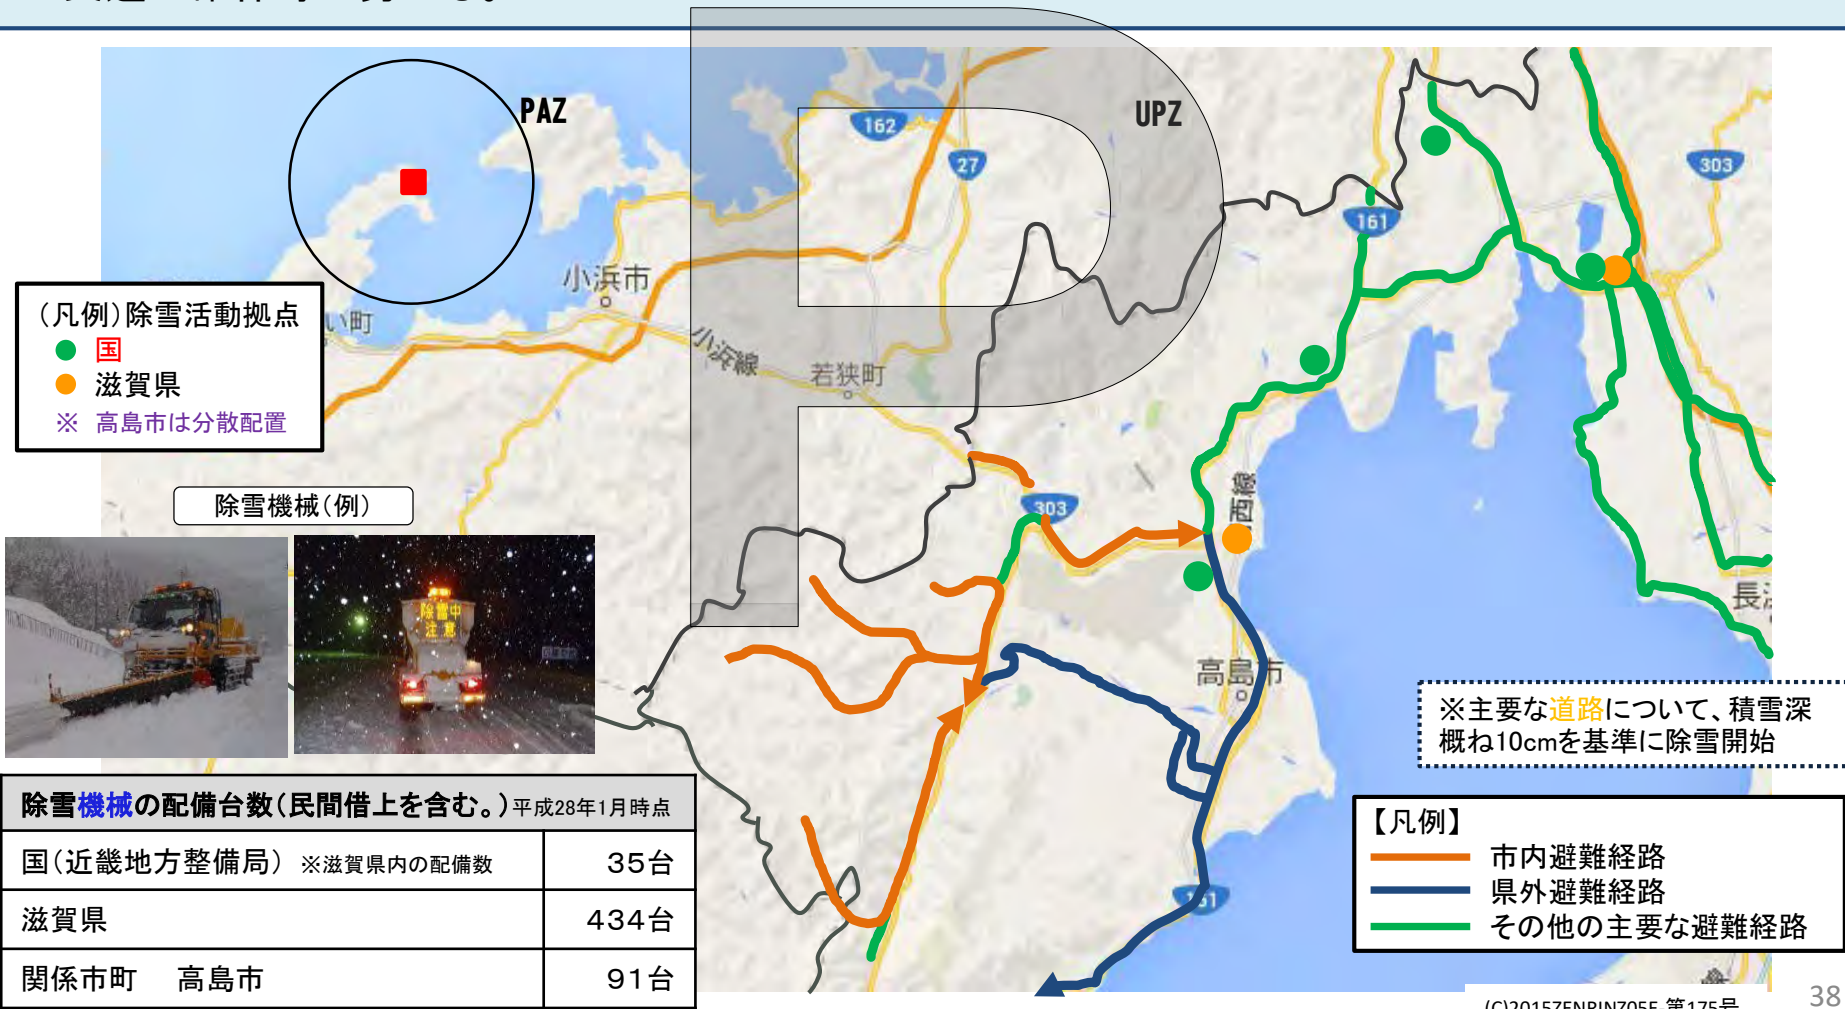 PAZ
UPZ
162
27
303
161
小浜市
い町
小浜線
若狭町
(凡例)除雪活動拠点
国
滋賀県
※ 高島市は分散配置
除雪機械(例)
除雪中
注意
303
西線
高島市
161
※主要な道路について、積雪深
概ね10cmを基準に除雪開始
除雪機械の配備台数(民間借上を含む。)平成28年1月時点
国(近畿地方整備局) ※滋賀県内の配備数 35台
滋賀県 434台
関係市町 高島市 91台
【凡例】
市内避難経路
県外避難経路
その他の主要な避難経路
38